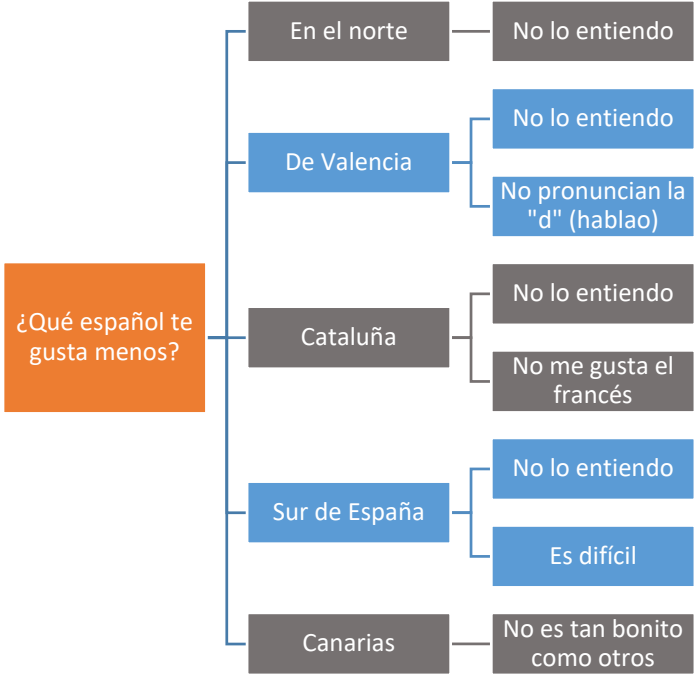 ¿Qué español te
gusta menos?
En el norte
No lo entiendo
De Valencia
No lo entiendo
No pronuncian la
"d" (hablao)
Cataluña
No lo entiendo
No me gusta el
francés
Sur de España
No lo entiendo
Es difícil
Canarias
No es tan bonito
como otros